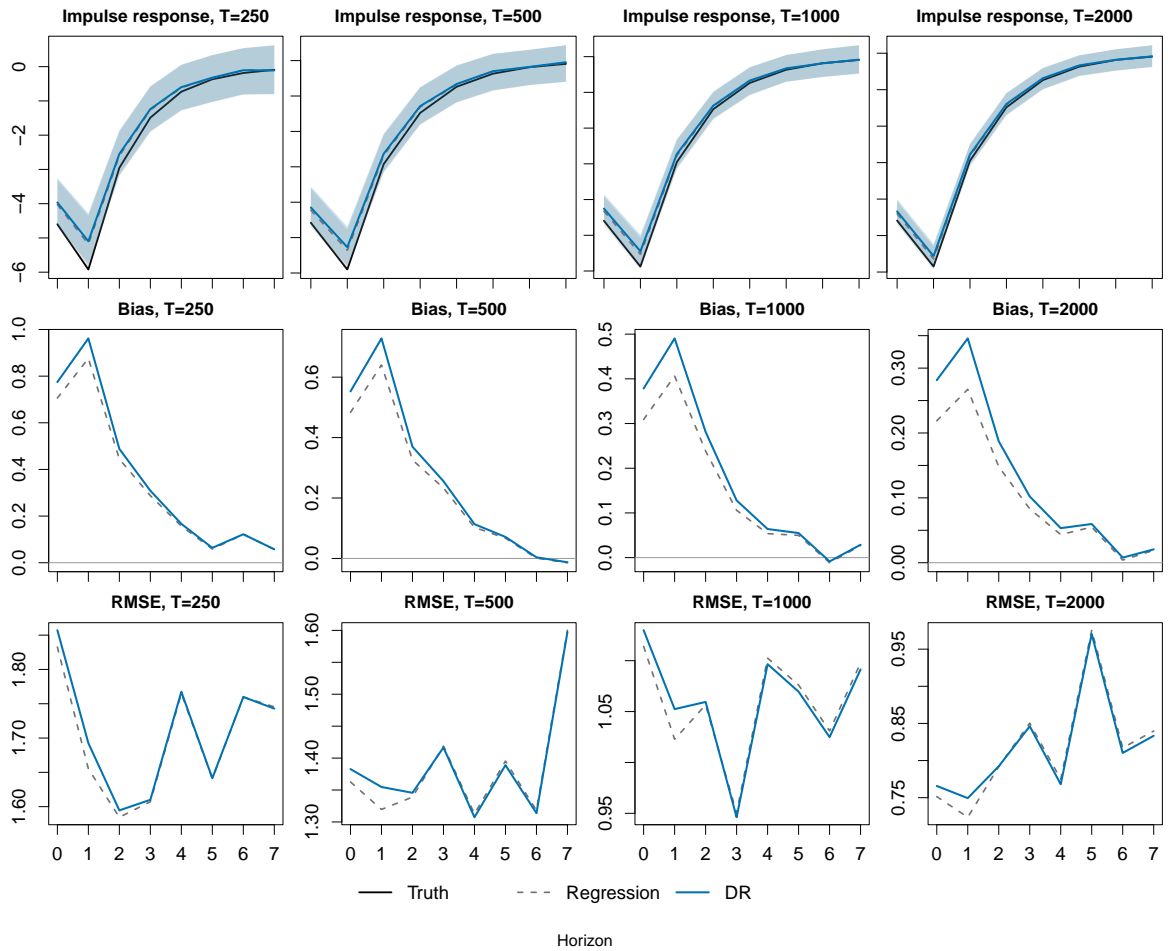 Impulse response, T=250 Impulse response, T=500 Impulse response, T=1000 Impulse response, T=2000
0
−2
−4
−6
Bias, T=250 Bias, T=500 Bias, T=1000 Bias, T=2000
1.0 0.8 0.6 0.4 0.2 0.0
0.6 0.4 0.2 0.0
0.5 0.4 0.3 0.2 0.1 0.0
0.30 0.20 0.10 0.00
RMSE, T=250 RMSE, T=500 RMSE, T=1000 RMSE, T=2000
1.80 1.70 1.60
1.60 1.50 1.40 1.30
1.05 0.95
0.95 0.85 0.75
0 1 2 3 4 5 6 7 0 1 2 3 4 5 6 7 0 1 2 3 4 5 6 7 0 1 2 3 4 5 6 7
Truth Regression DR
Horizon